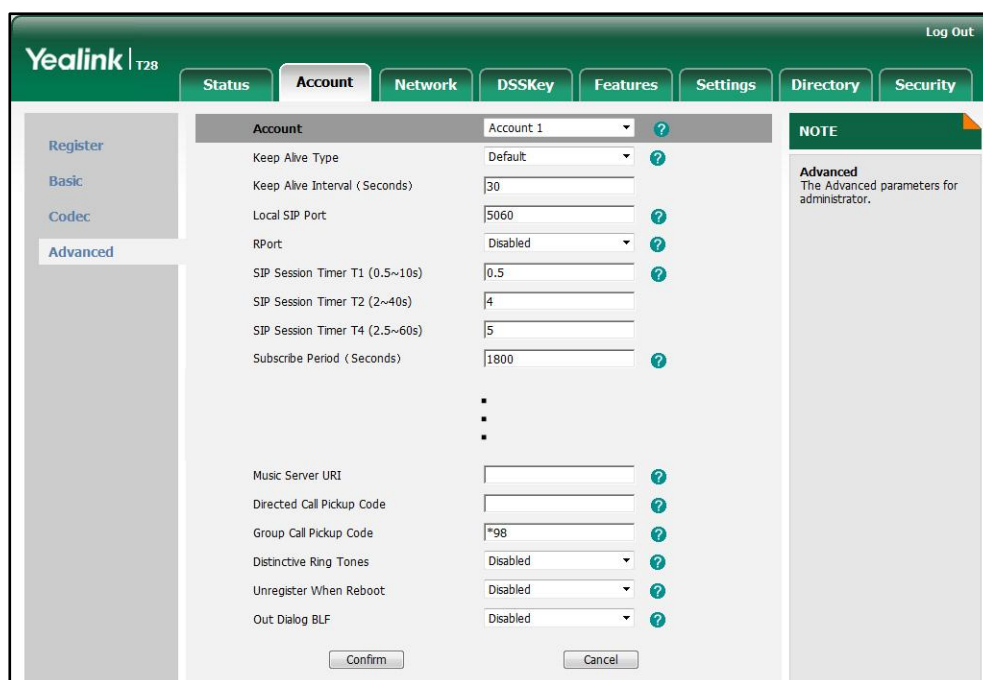 Log Out
Yealink | T28
Status Account Network DSSKey Features Settings Directory Security
Register
Basic
Codec
Advanced
Account Account 1 ?
Keep Alive Type Default ?
Keep Alive Interval (Seconds) 30
Local SIP Port 5060 ?
RPort Disabled ?
SIP Session Timer T1 (0.5~10s) 0.5 ?
SIP Session Timer T2 (2~40s) 4
SIP Session Timer T4 (2.5~60s) 5
Subscribe Period (Seconds) 1800 ?
Music Server URI ?
Directed Call Pickup Code ?
Group Call Pickup Code *98 ?
Distinctive Ring Tones Disabled ?
Unregister When Reboot Disabled ?
Out Dialog BLF Disabled ?
Confirm Cancel
NOTE
Advanced
The Advanced parameters for
administrator.